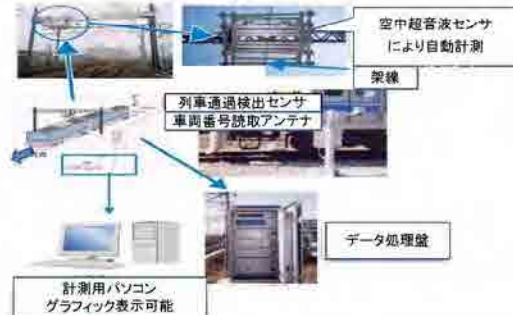 空中超音波センサ
により自動計測
架線
列車通過検出センサ
車両番号読取アンテナ
データ処理盤
計測用パソコン
グラフィック表示可能